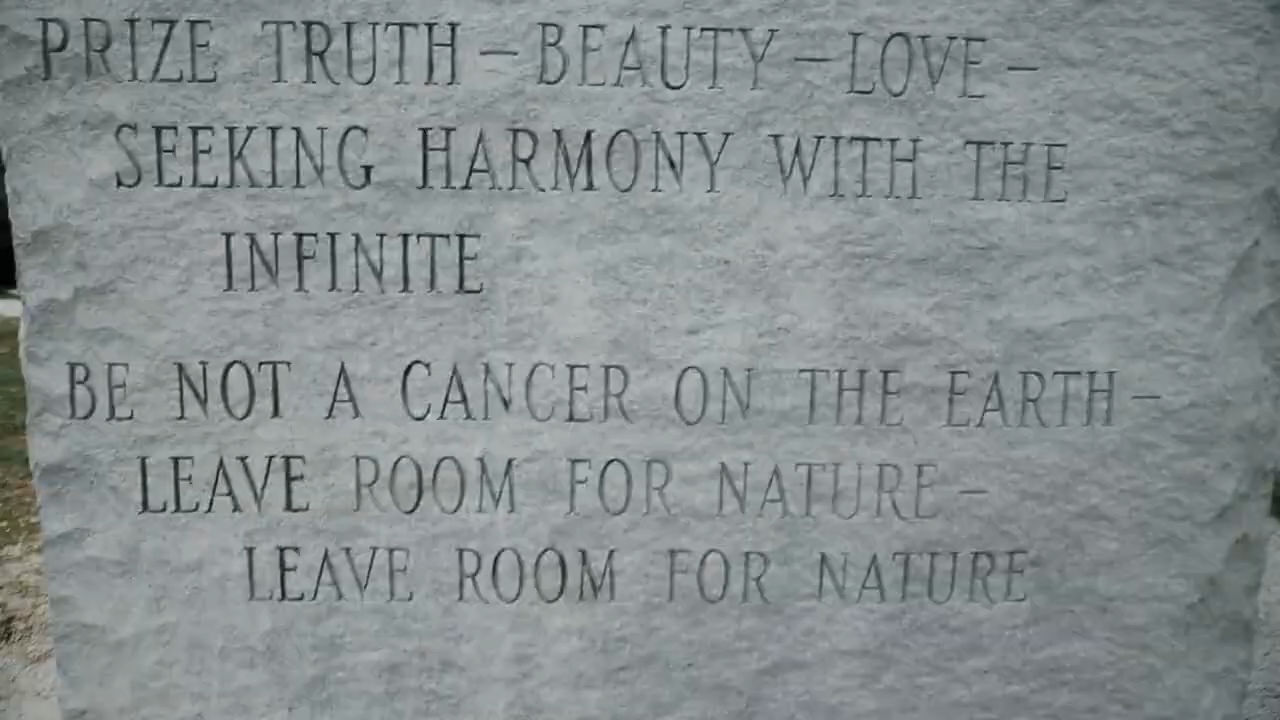 PRIZE TRUTH – BEAUTY – LOVE –
SEEKING HARMONY WITH THE
INFINITE
BE NOT A CANCER ON THE EARTH –
LEAVE ROOM FOR NATURE –
LEAVE ROOM FOR NATURE